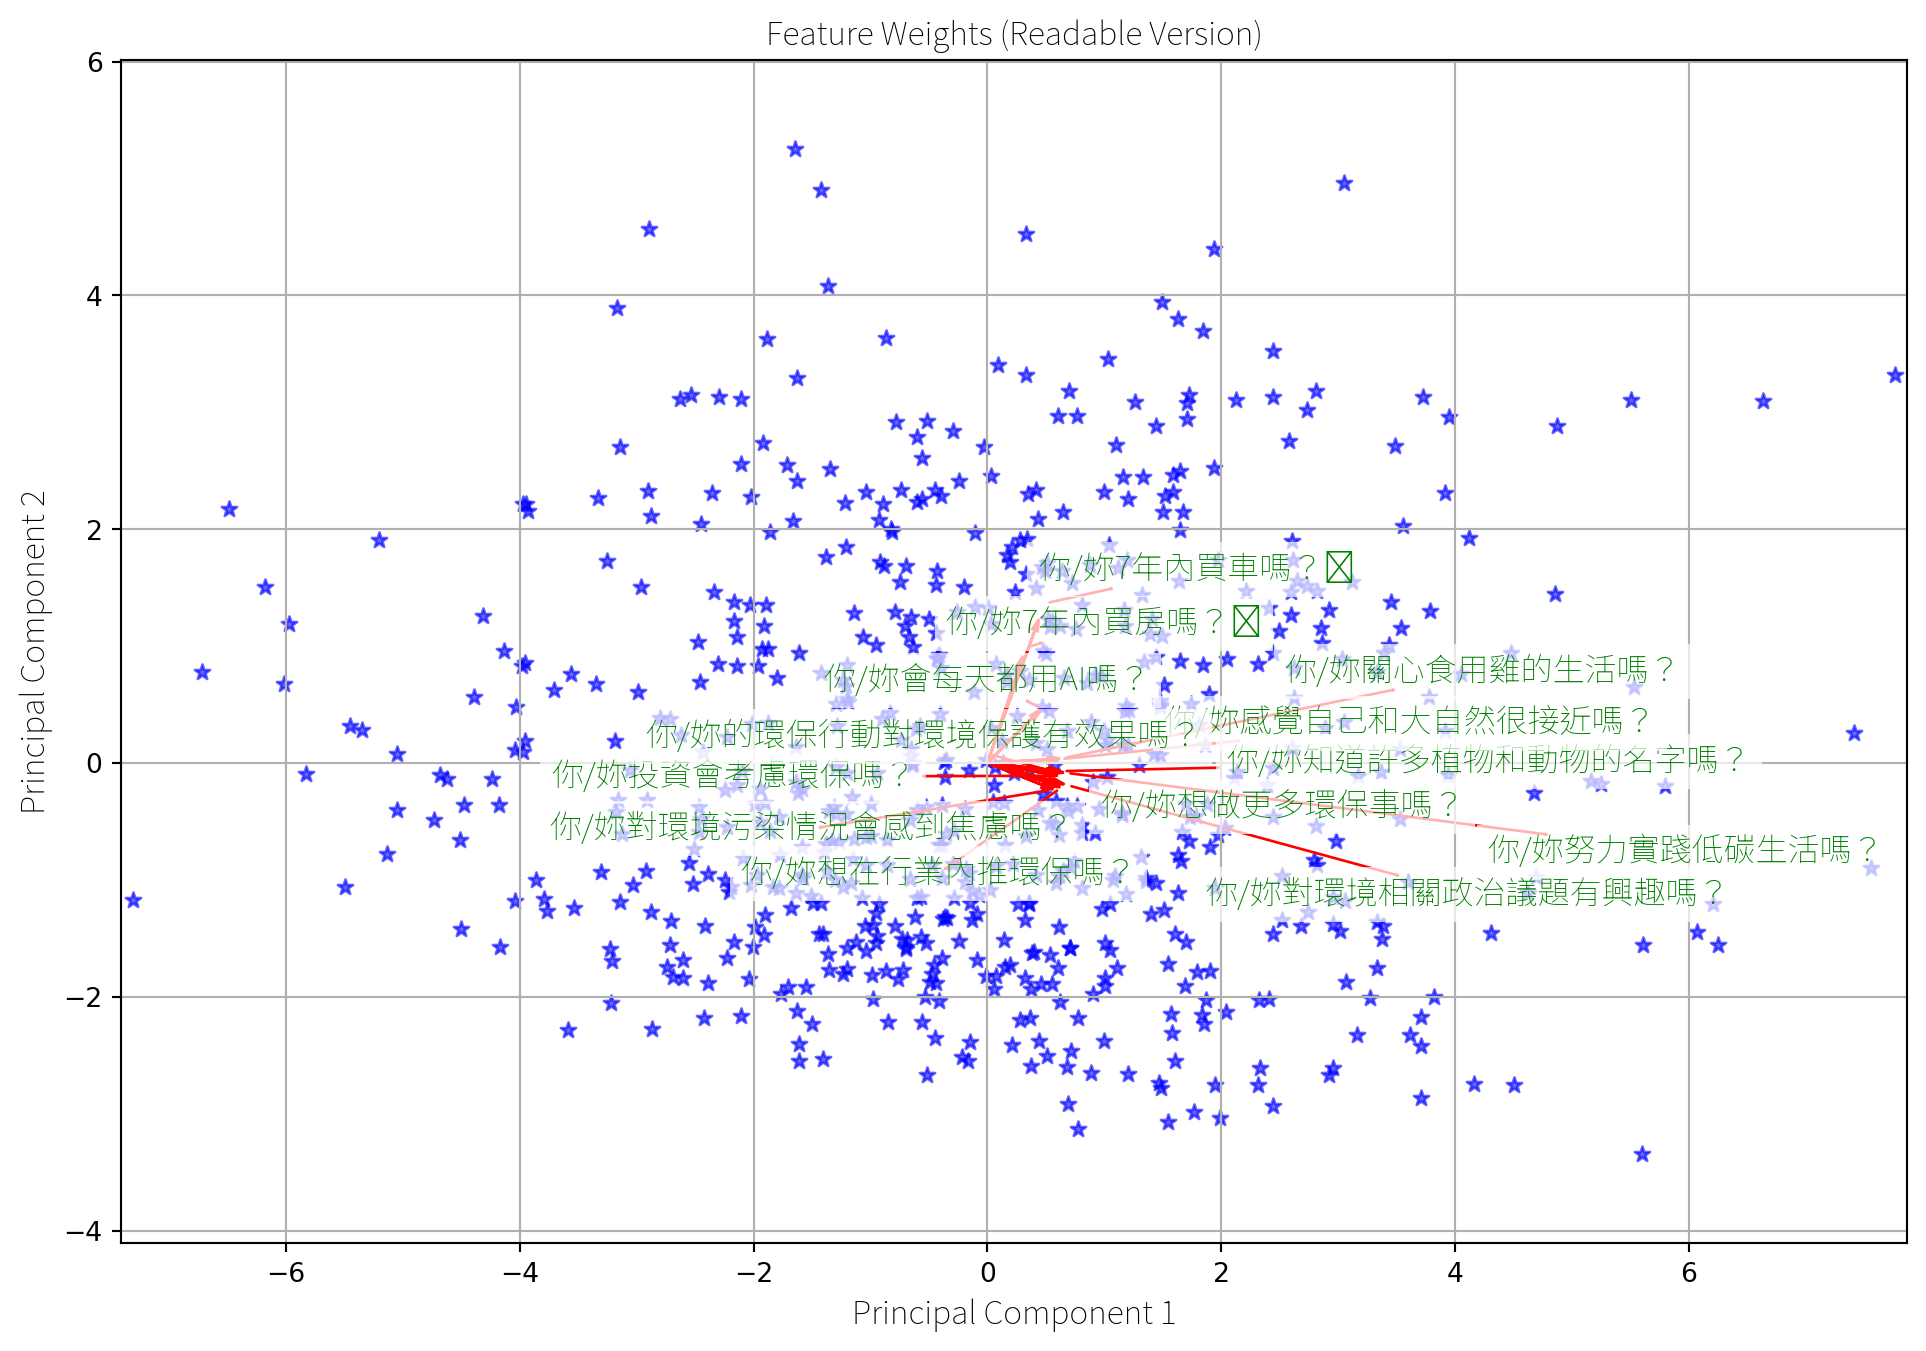 Feature Weights (Readable Version)
6
4
2
0
−2
−4
Principal Component 2
你/妳7年內買車嗎？
你/妳7年內買房嗎？
你/妳會每天都用AI嗎？
你/妳關心食用雞的生活嗎？
你/妳感覺自己和大自然很接近嗎？
你/妳的環保行動對環境保護有效果嗎？
你/妳知道許多植物和動物的名字嗎？
你/妳投資會考慮環保嗎？
你/妳想做更多環保事嗎？
你/妳對環境污染情況會感到焦慮嗎？
你/妳努力實踐低碳生活嗎？
你/妳想在行業內推環保嗎？
你/妳對環境相關政治議題有興趣嗎？
−6
−4
−2
0
2
4
6
Principal Component 1